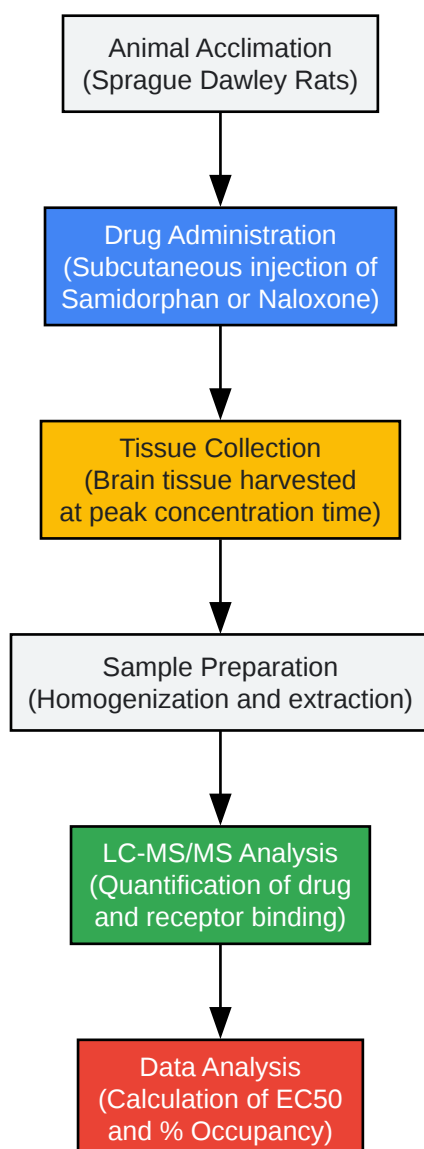 Animal Acclimation
(Sprague Dawley Rats)
Drug Administration
(Subcutaneous injection of
Samidorphan or Naloxone)
Tissue Collection
(Brain tissue harvested
at peak concentration time)
Sample Preparation
(Homogenization and extraction)
LC-MS/MS Analysis
(Quantification of drug
and receptor binding)
Data Analysis
(Calculation of EC50
and % Occupancy)